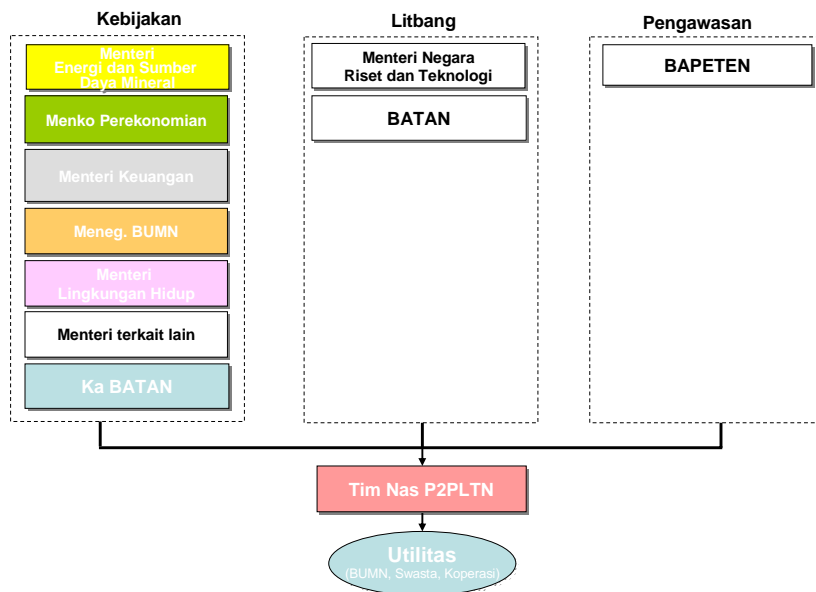 Kebijakan
Menteri
Energi dan Sumber
Daya Mineral
Menko Perekonomian
Menteri Keuangan
Meneg. BUMN
Menteri
Lingkungan Hidup
Menteri terkait lain
Ka BATAN
Litbang
Menteri Negara
Riset dan Teknologi
BATAN
Pengawasan
BAPETEN
Tim Nas P2PLTN
Utilitas
(BUMN, Swasta, Koperasi)